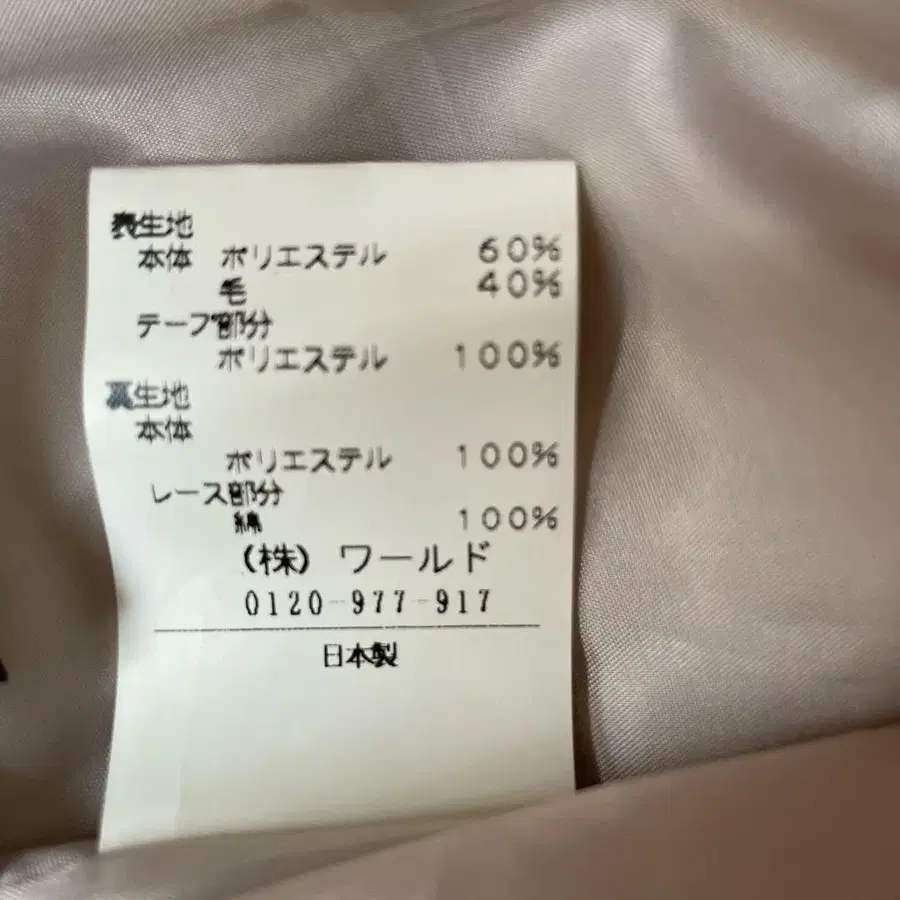 表生地
本体 ポリエステル 60%
毛 40%
テープ部分
ポリエステル 100%
裏生地
本体
ポリエステル 100%
レース部分
綿 100%
(株) ワールド
0120-977-917
日本製